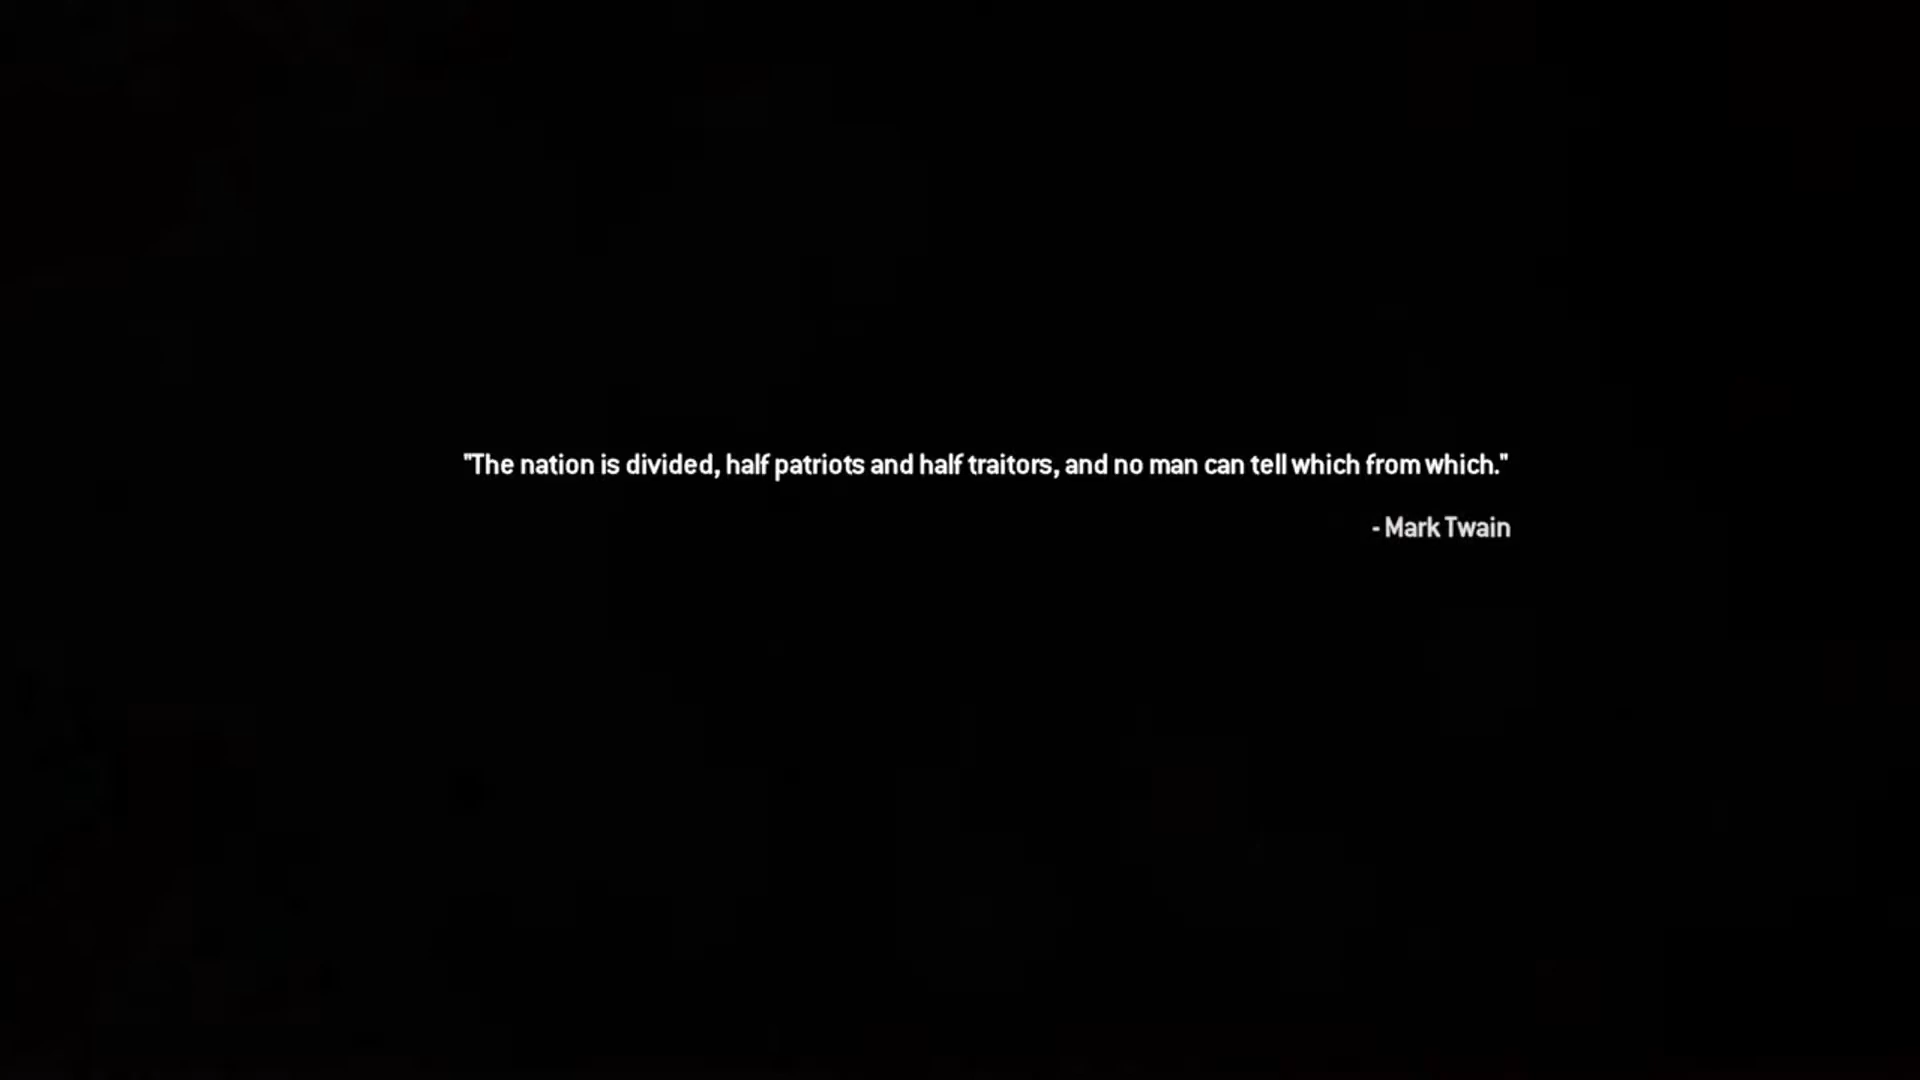 "The nation is divided, half patriots and half traitors, and no man can tell which from which."
- Mark Twain